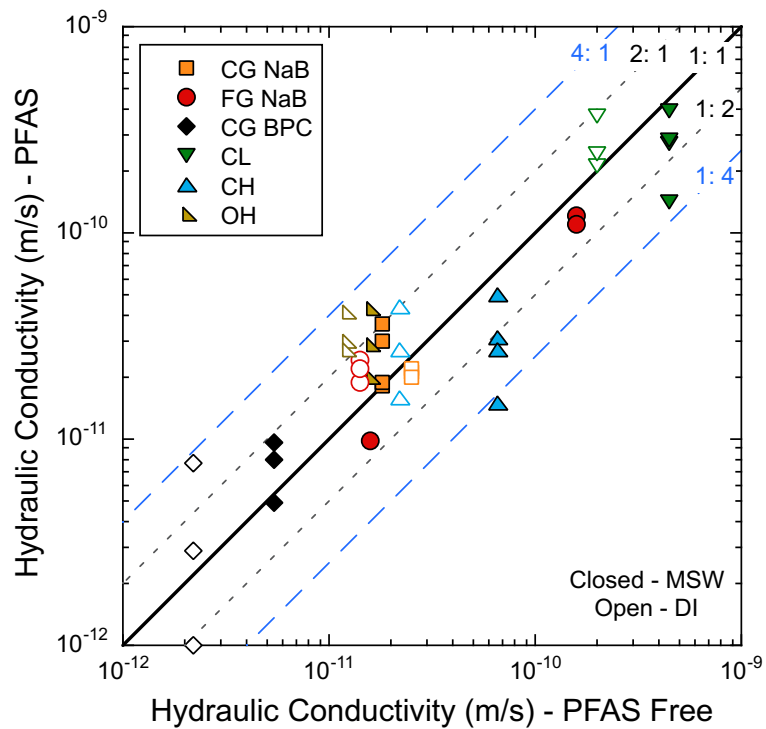 10⁻⁹
4: 1
2: 1
1: 1
1: 2
1: 4
CG NaB
FG NaB
CG BPC
CL
CH
OH
10⁻¹⁰
10⁻¹¹
10⁻¹²
Hydraulic Conductivity (m/s) - PFAS
Closed - MSW
Open - DI
10⁻¹²
10⁻¹¹
10⁻¹⁰
10⁻⁹
Hydraulic Conductivity (m/s) - PFAS Free